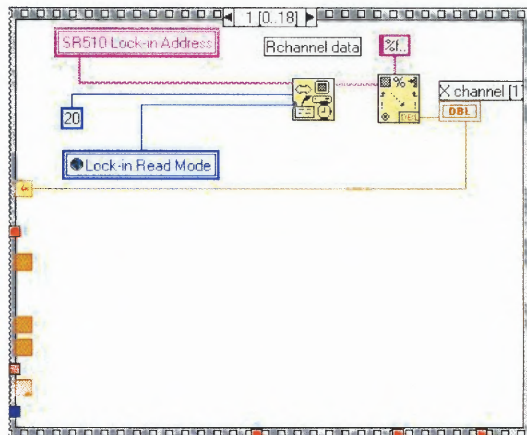 1 [0..18]
SR510 Lock-in Address
Rchannel data
%f..
X channel [1]
DBL
20
Lock-in Read Mode